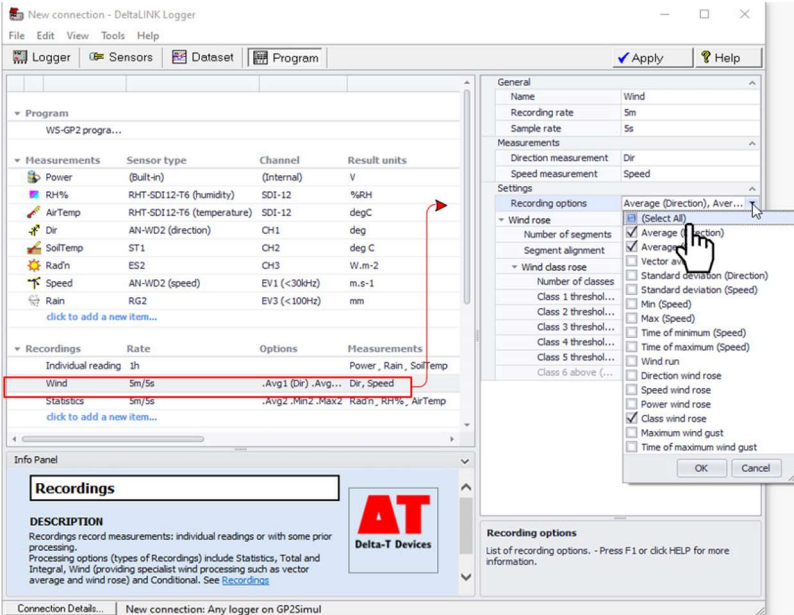 New connection - DeltaLINK Logger
File Edit View Tools Help
Logger Sensors Dataset Program Apply Help
Program
WS-GP2 progra...
Measurements Sensor type Channel Result units
Power (Built-in) (Internal) V
RH% RHT-SDI12-T6 (humidity) SDI-12 %RH
AirTemp RHT-SDI12-T6 (temperature) SDI-12 degC
Dir AN-WD2 (direction) CH1 deg
SoilTemp ST1 CH2 deg C
Rad'n ES2 CH3 W.m-2
Speed AN-WD2 (speed) EV1 (<30kHz) m.s-1
Rain RG2 EV3 (<100Hz) mm
click to add a new item...
Recordings Rate Options Measurements
Individual reading 1h Power, Rain, SoilTemp
Wind 5m/5s .Avg1 (Dir) .Avg... Dir, Speed
Statistics 5m/5s .Avg2 .Min2 .Max2 Rad'n, RH%, AirTemp
click to add a new item...
Info Panel
Recordings
DESCRIPTION
Recordings record measurements: individual readings or with some prior
processing.
Processing options (types of Recordings) include Statistics, Total and
Integral, Wind (providing specialist wind processing such as vector
average and wind rose) and Conditional. See Recordings
Delta-T Devices
General
Name Wind
Recording rate 5m
Sample rate 5s
Measurements
Direction measurement Dir
Speed measurement Speed
Settings
Recording options Average (Direction), Aver...
Wind rose
Number of segments
Segment alignment
Wind class rose
Number of classes
Class 1 threshol...
Class 2 threshol...
Class 3 threshol...
Class 4 threshol...
Class 5 threshol...
Class 6 above (...
(Select All)
Average
Average
Vector
Standard deviation (Direction)
Standard deviation (Speed)
Min (Speed)
Max (Speed)
Time of minimum (Speed)
Time of maximum (Speed)
Wind run
Direction wind rose
Speed wind rose
Power wind rose
Class wind rose
Maximum wind gust
Time of maximum wind gust
OK Cancel
Recording options
List of recording options. - Press F1 or click HELP for more
information.
Connection Details... New connection: Any logger on GP2Simul